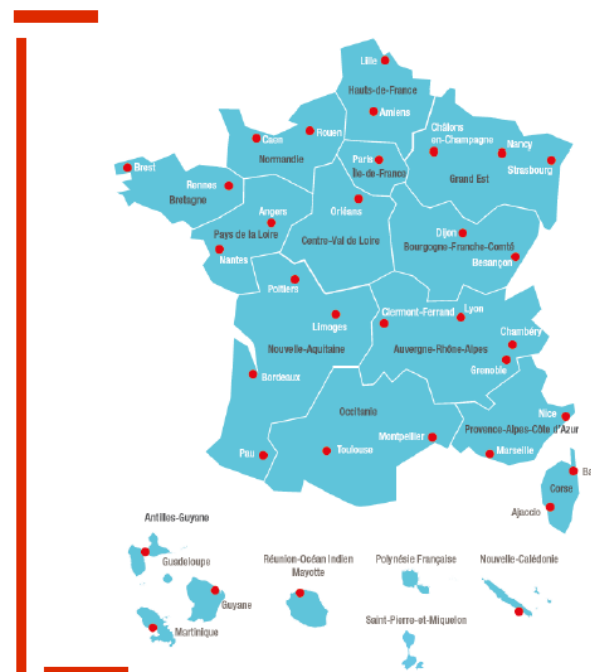 Lille
Hauts-de-France
Amiens
Rouen
Caen
Normandie
Châlons
en-Champagne
Nancy
Strasbourg
Paris
Île-de-France
Grand Est
Brest
Rennes
Bretagne
Angers
Pays de la Loire
Nantes
Orléans
Centre-Val de Loire
Dijon
Bourgogne-Franche-Comté
Besançon
Poitiers
Limoges
Nouvelle-Aquitaine
Clermont-Ferrand
Lyon
Chambéry
Auvergne-Rhône-Alpes
Grenoble
Bordeaux
Occitanie
Nice
Provence-Alpes-Côte d'Azur
Montpellier
Marseille
Pau
Toulouse
Ba
Corse
Ajaccio
Antilles-Guyane
Guadeloupe
Guyane
Martinique
Réunion-Océan Indien
Mayotte
Polynésie Française
Nouvelle-Calédonie
Saint-Pierre-et-Miquelon